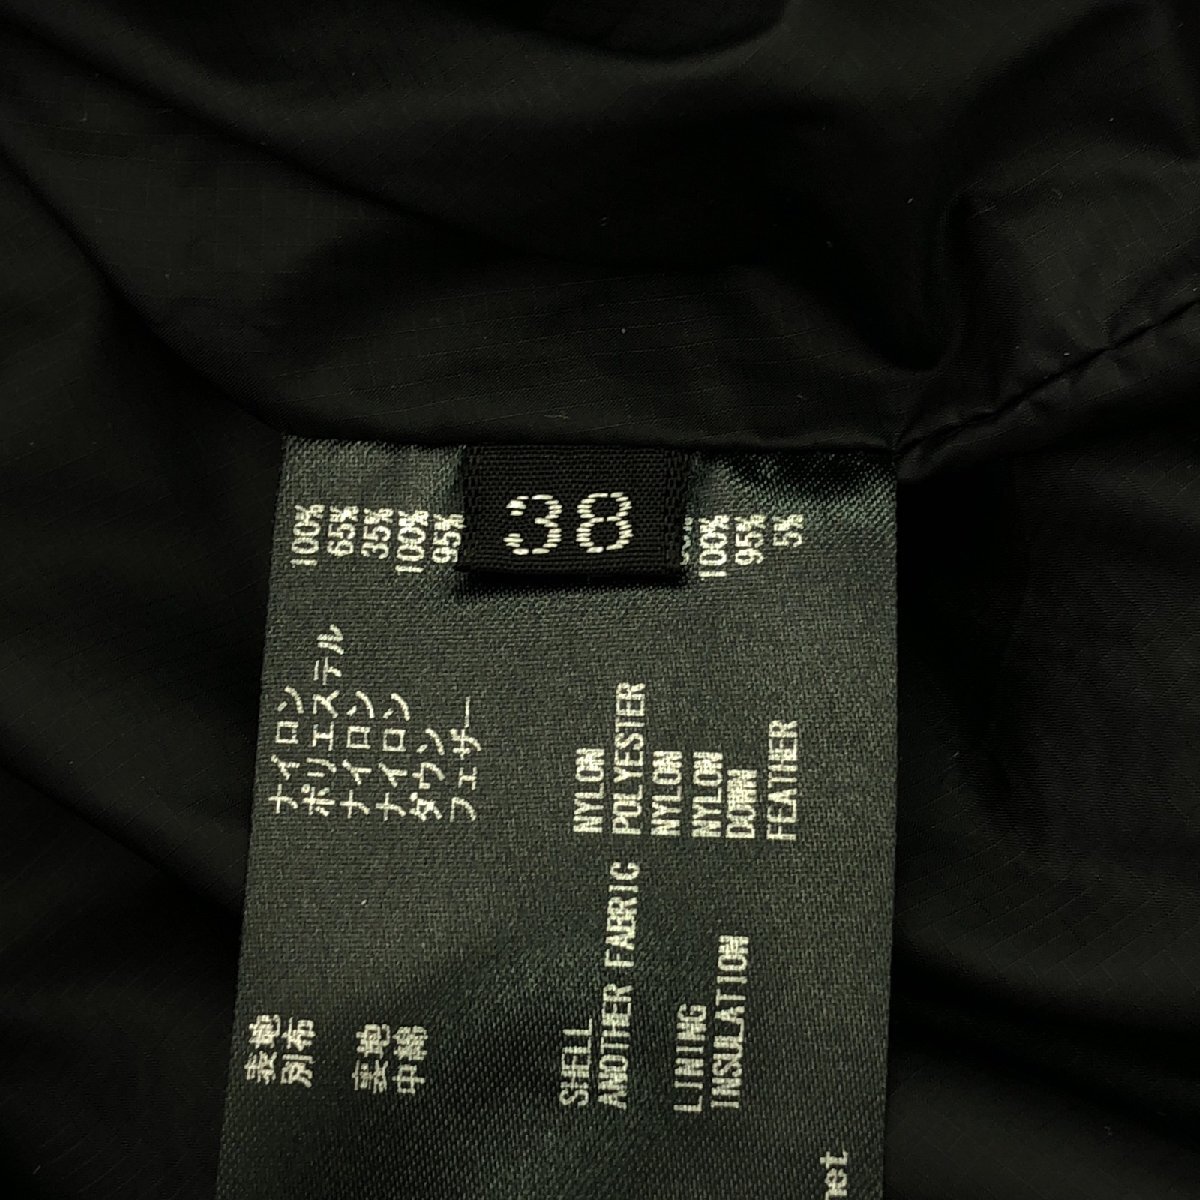 38
表地 ナイロン 100%
別布 ポリエステル 65%
ナイロン 35%
裏地 ナイロン 100%
中綿 ダウン 95%
フェザー
SHELL NYLON
ANOTHER FABRIC POLYESTER
NYLON
LINING NYLON 100%
INSULATION DOWN 95%
FEATHER 5%